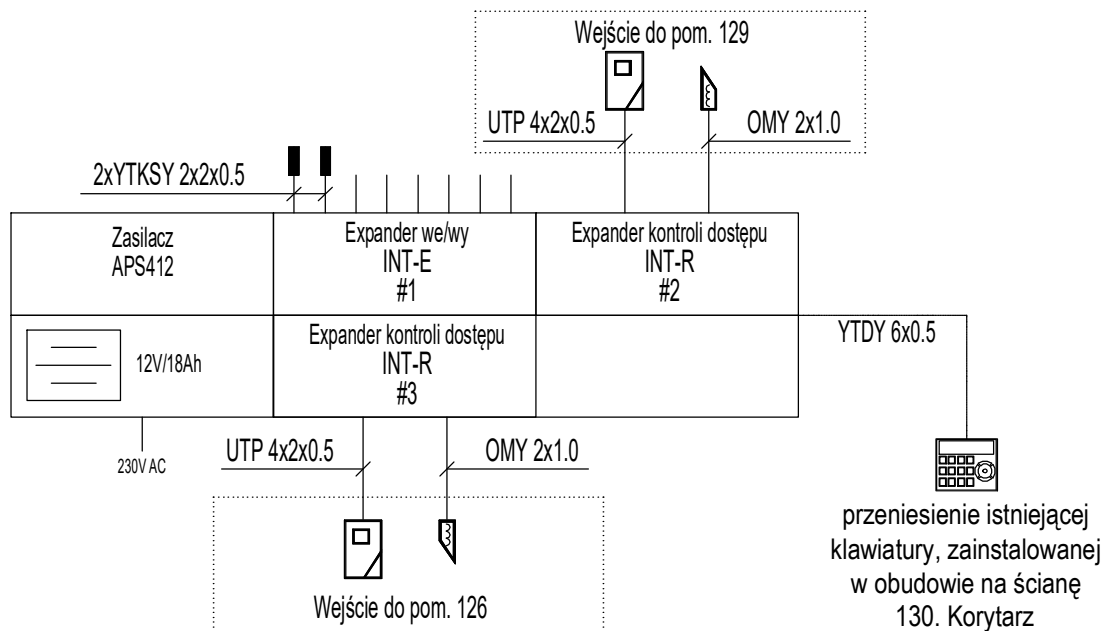 Wejście do pom. 129
UTP 4x2x0.5
OMY 2x1.0
2xYTKSY 2x2x0.5
Zasilacz
APS412
Expander we/wy
INT-E
#1
Expander kontroli dostępu
INT-R
#2
12V/18Ah
Expander kontroli dostępu
INT-R
#3
YTDY 6x0.5
230V AC
UTP 4x2x0.5
OMY 2x1.0
Wejście do pom. 126
przeniesienie istniejącej
klawiatury, zainstalowanej
w obudowie na ścianę
130. Korytarz